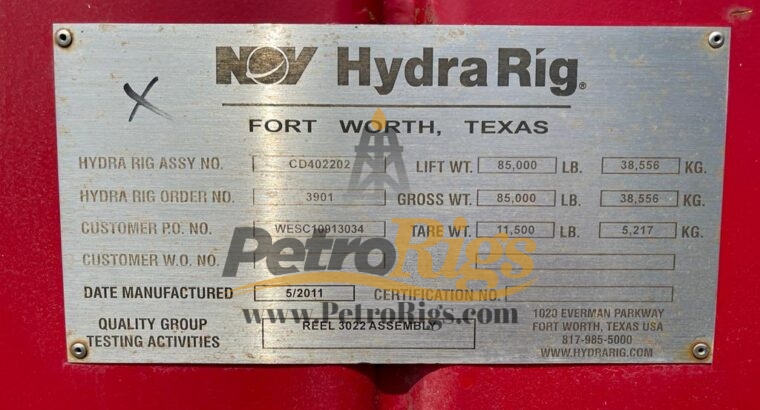 NOV Hydra Rig®
FORT WORTH, TEXAS
HYDRA RIG ASSY NO. CD402202 LIFT WT. 85,000 LB. 38,556 KG.
HYDRA RIG ORDER NO. 3901 GROSS WT. 85,000 LB. 38,556 KG.
CUSTOMER P.O. NO. WESC10913034 TARE WT. 11,500 LB. 5,217 KG.
PetroRigs
CUSTOMER W.O. NO.
DATE MANUFACTURED 5/2011 CERTIFICATION NO.
www.PetroRigs.com
QUALITY GROUP
TESTING ACTIVITIES
REEL 3022 ASSEMBLY
1020 EVERMAN PARKWAY
FORT WORTH, TEXAS USA
817-985-5000
WWW.HYDRARIG.COM